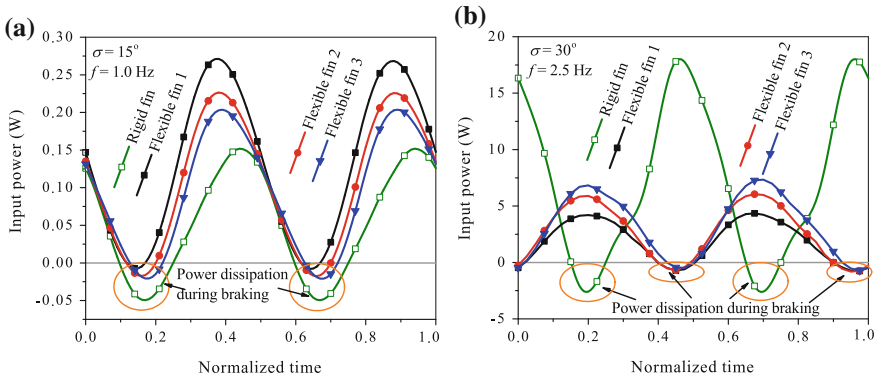 (a)
σ = 15°
f = 1.0 Hz
Rigid fin
Flexible fin 1
Flexible fin 2
Flexible fin 3
Power dissipation
during braking
Input power (W)
0.30
0.25
0.20
0.15
0.10
0.05
0.00
-0.05
0.0 0.2 0.4 0.6 0.8 1.0
Normalized time
(b)
σ = 30°
f = 2.5 Hz
Rigid fin
Flexible fin 1
Flexible fin 2
Flexible fin 3
Power dissipation during braking
Input power (W)
20
15
10
5
0
-5
0.0 0.2 0.4 0.6 0.8 1.0
Normalized time